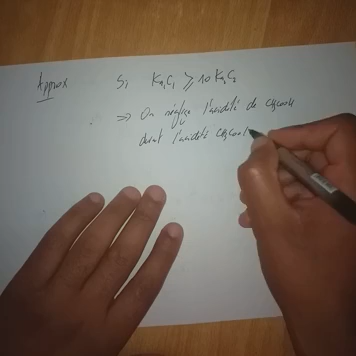 Approx Si Ka₁C₁ ⩾ 10 Ka₂C₂
=> On néglige l'acidité de
devant l'acidité